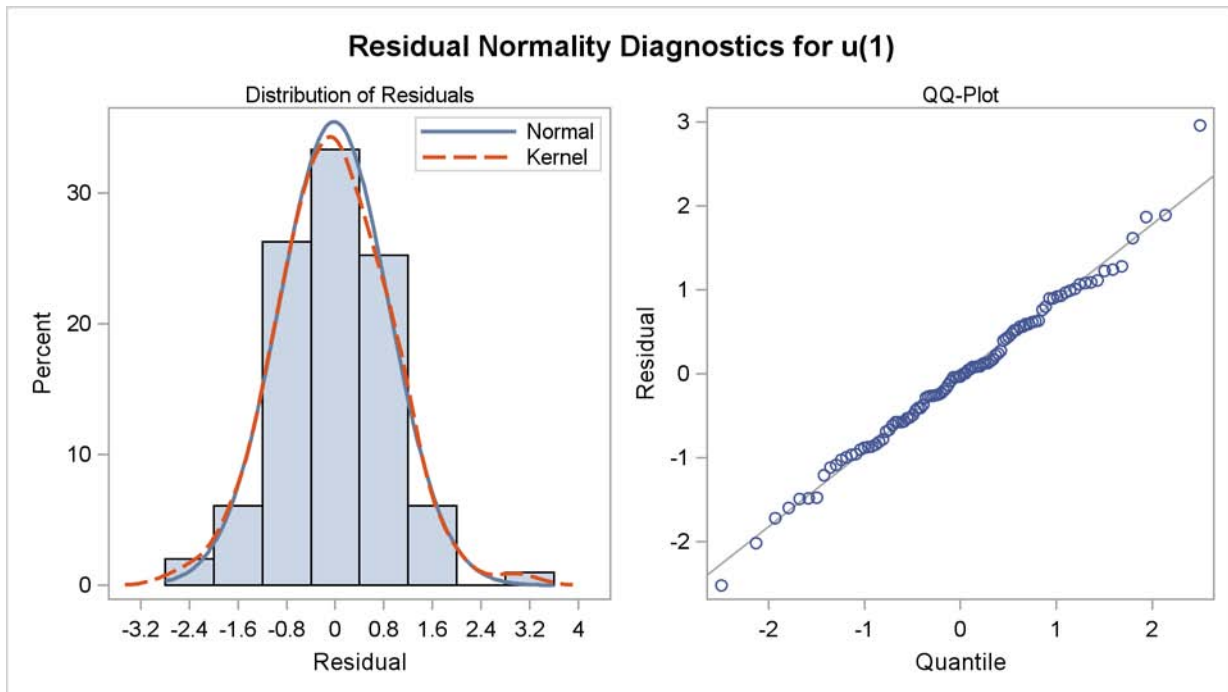 Residual Normality Diagnostics for u(1)
Distribution of Residuals
Normal
Kernel
Percent
30
20
10
0
-3.2 -2.4 -1.6 -0.8 0 0.8 1.6 2.4 3.2 4
Residual
QQ-Plot
Residual
3
2
1
0
-1
-2
-2 -1 0 1 2
Quantile